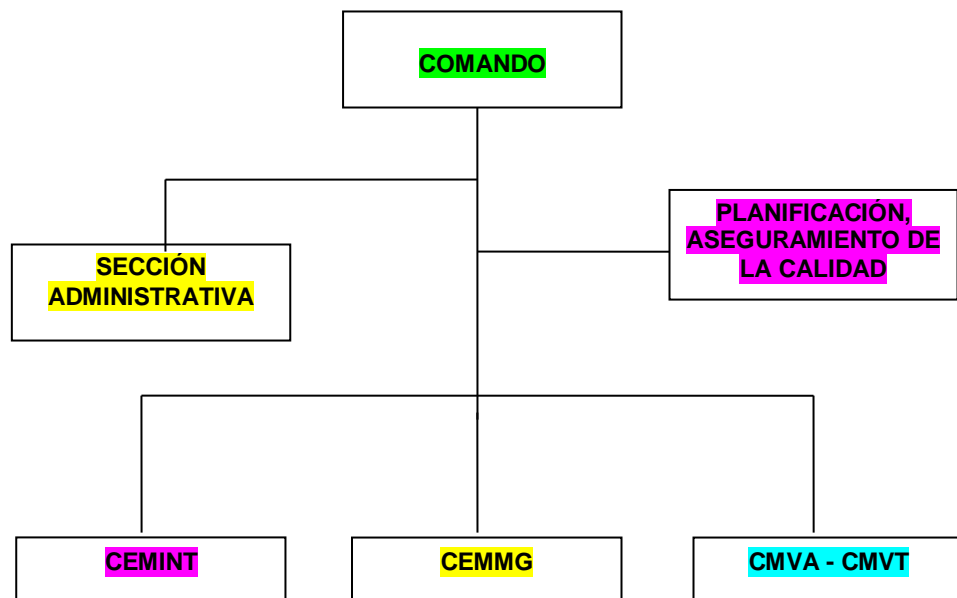 COMANDO
SECCIÓN
ADMINISTRATIVA
PLANIFICACIÓN,
ASEGURAMIENTO DE
LA CALIDAD
CEMINT
CEMMG
CMVA - CMVT